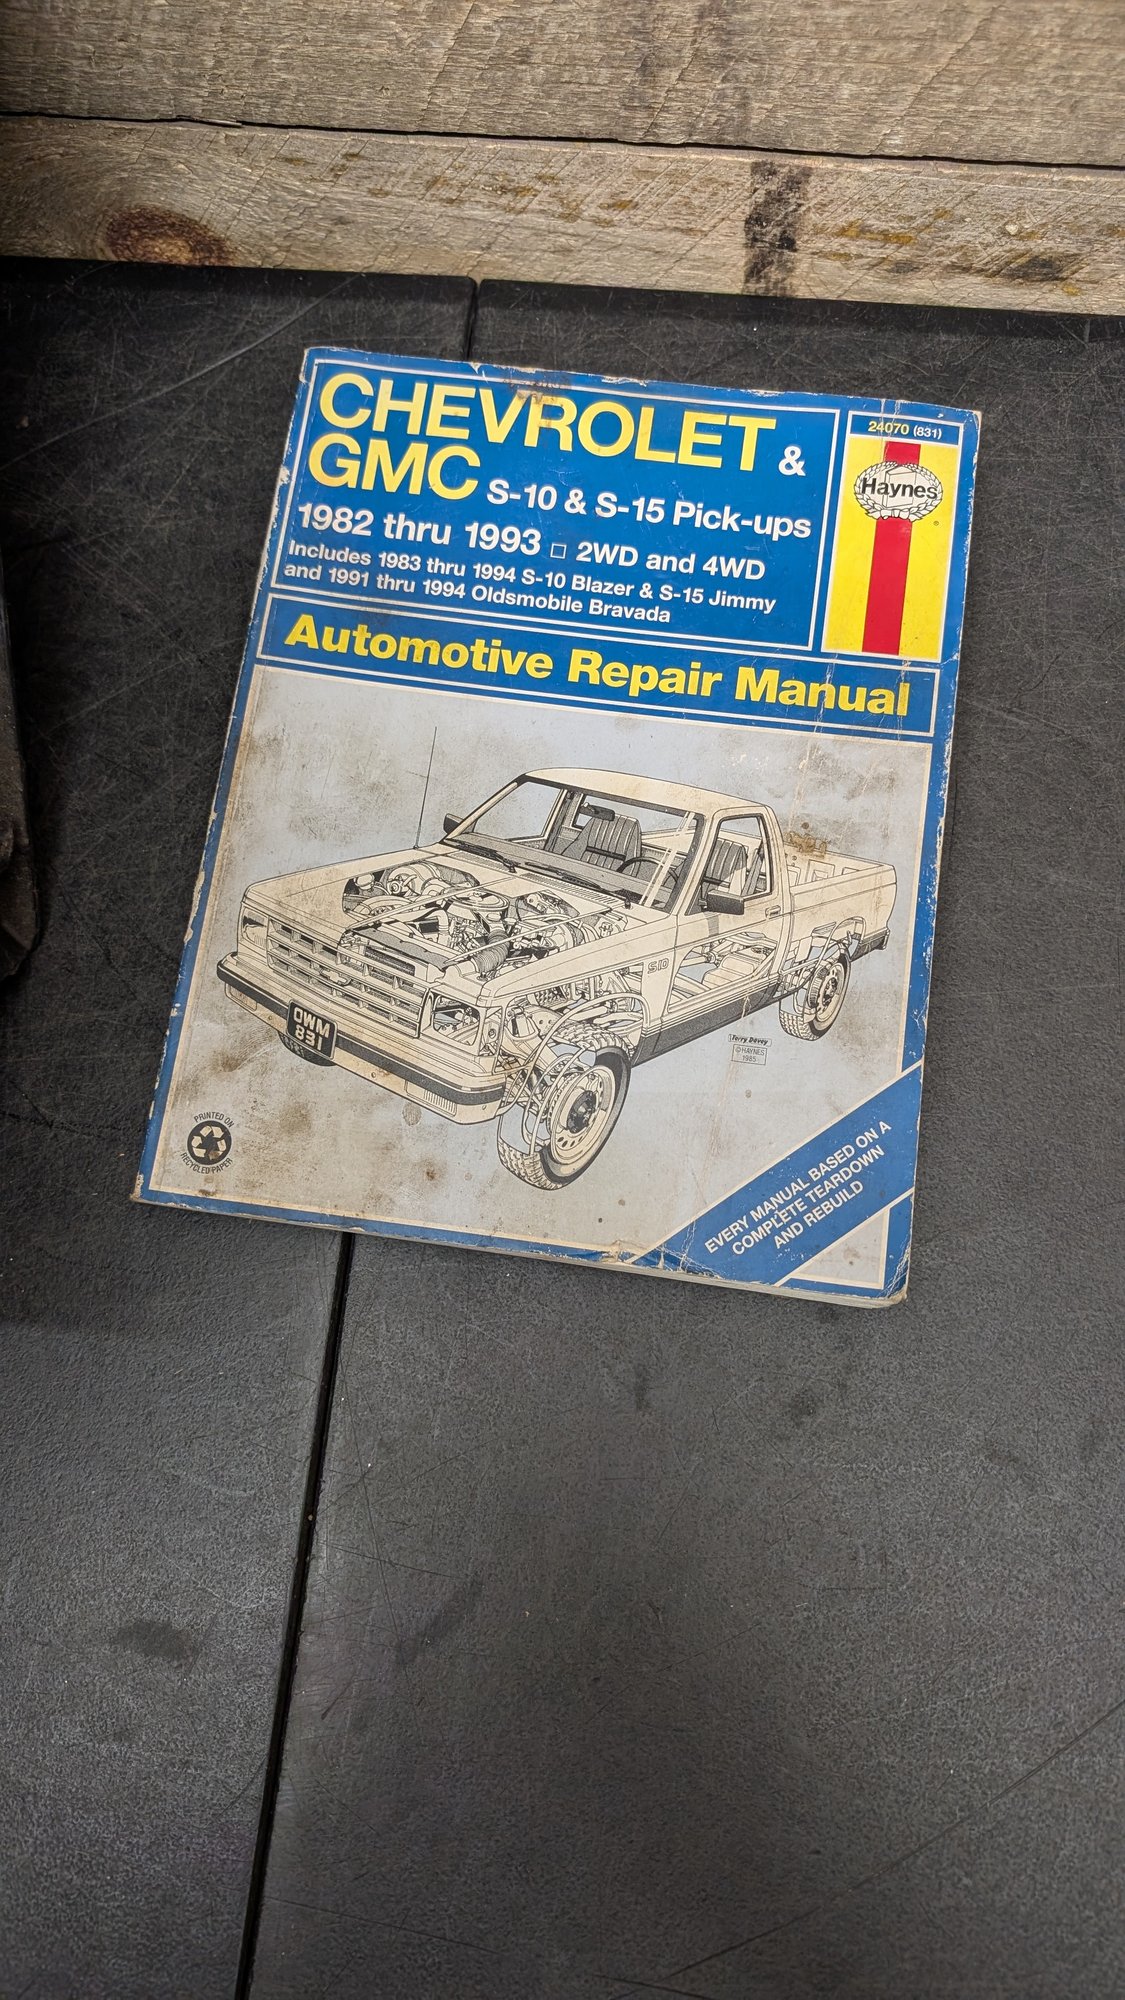 CHEVROLET &
GMC S-10 & S-15 Pick-ups
1982 thru 1993 □ 2WD and 4WD
Includes 1983 thru 1994 S-10 Blazer & S-15 Jimmy
and 1991 thru 1994 Oldsmobile Bravada
24070 (831)
Haynes
®
Automotive Repair Manual
S10
OWM
831
Terry Davey
© HAYNES
1985
PRINTED ON
RECYCLED PAPER
EVERY MANUAL BASED ON A
COMPLETE TEARDOWN
AND REBUILD